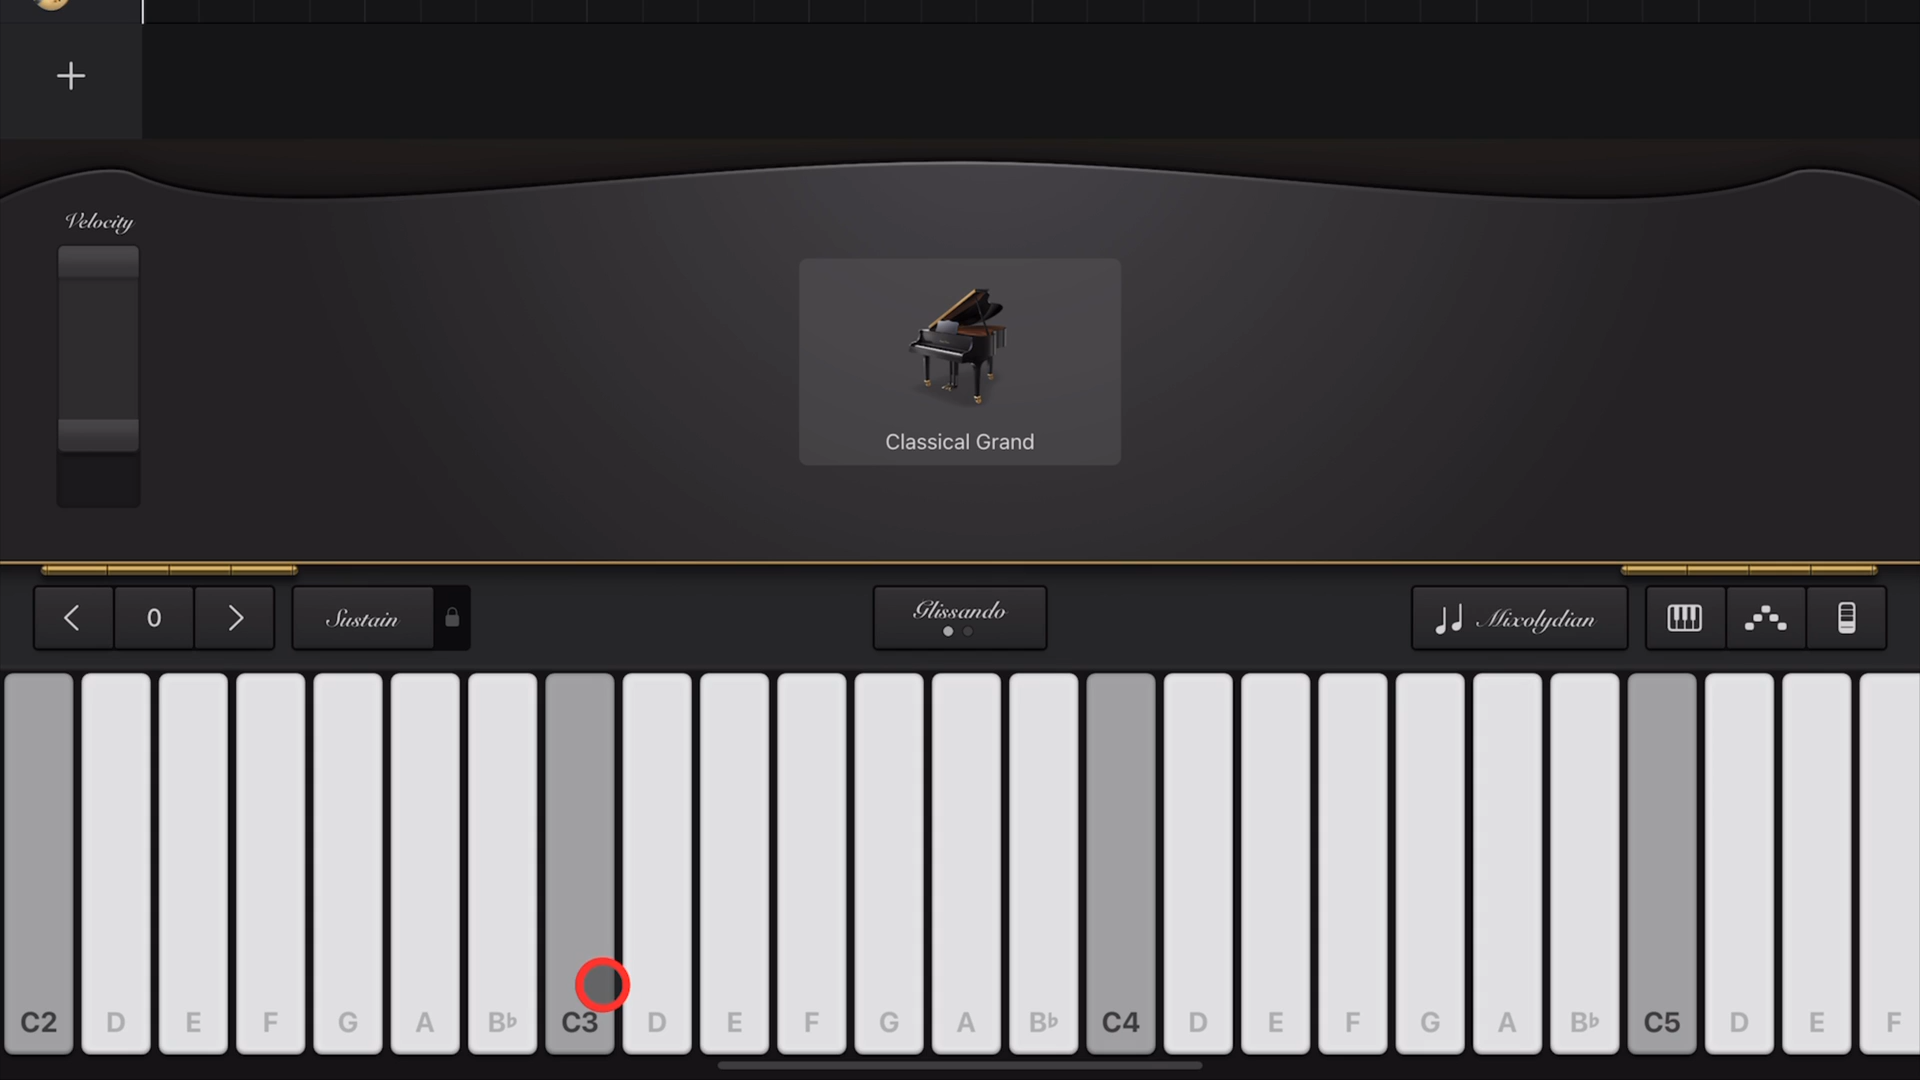 Velocity
Classical Grand
0
Sustain
Glissando
Mixolydian
C2 D E F G A B♭ C3 D E F G A B♭ C4 D E F G A B♭ C5 D E F